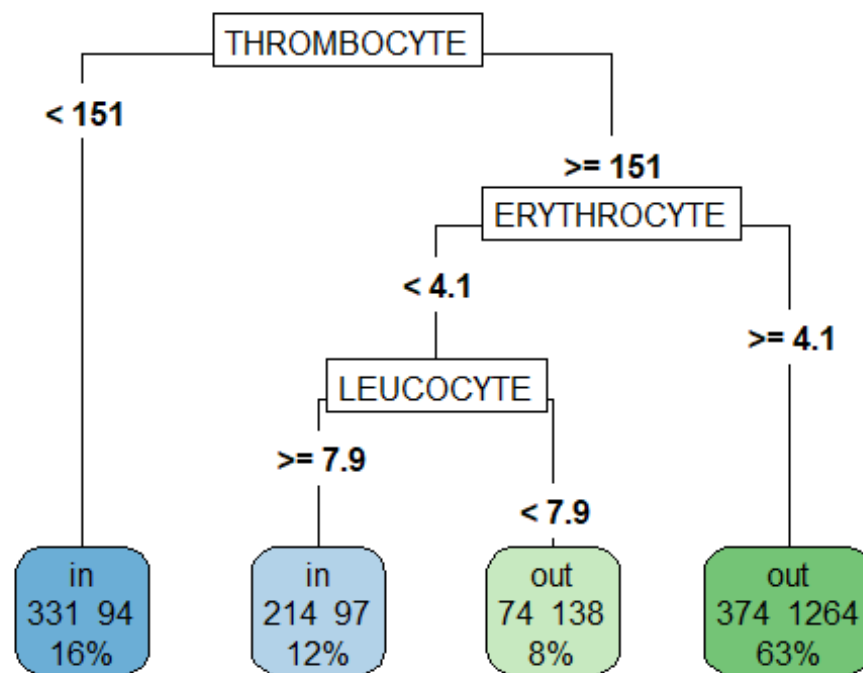 THROMBOCYTE
< 151
>= 151
ERYTHROCYTE
< 4.1
>= 4.1
LEUCOCYTE
>= 7.9
< 7.9
in
331 94
16%
in
214 97
12%
out
74 138
8%
out
374 1264
63%